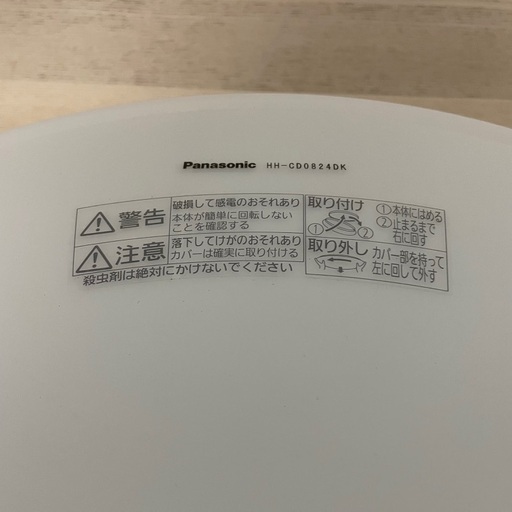 Panasonic HH-CD0824DK
警告
破損して感電のおそれあり
本体が簡単に回転しない
ことを確認する
注意
落下してけがのおそれあり
カバーは確実に取り付ける
殺虫剤は絶対にかけないでください
取り付け
① ②
①本体にはめる
②止まるまで
右に回す
取り外し
カバー部を持って
左に回して外す